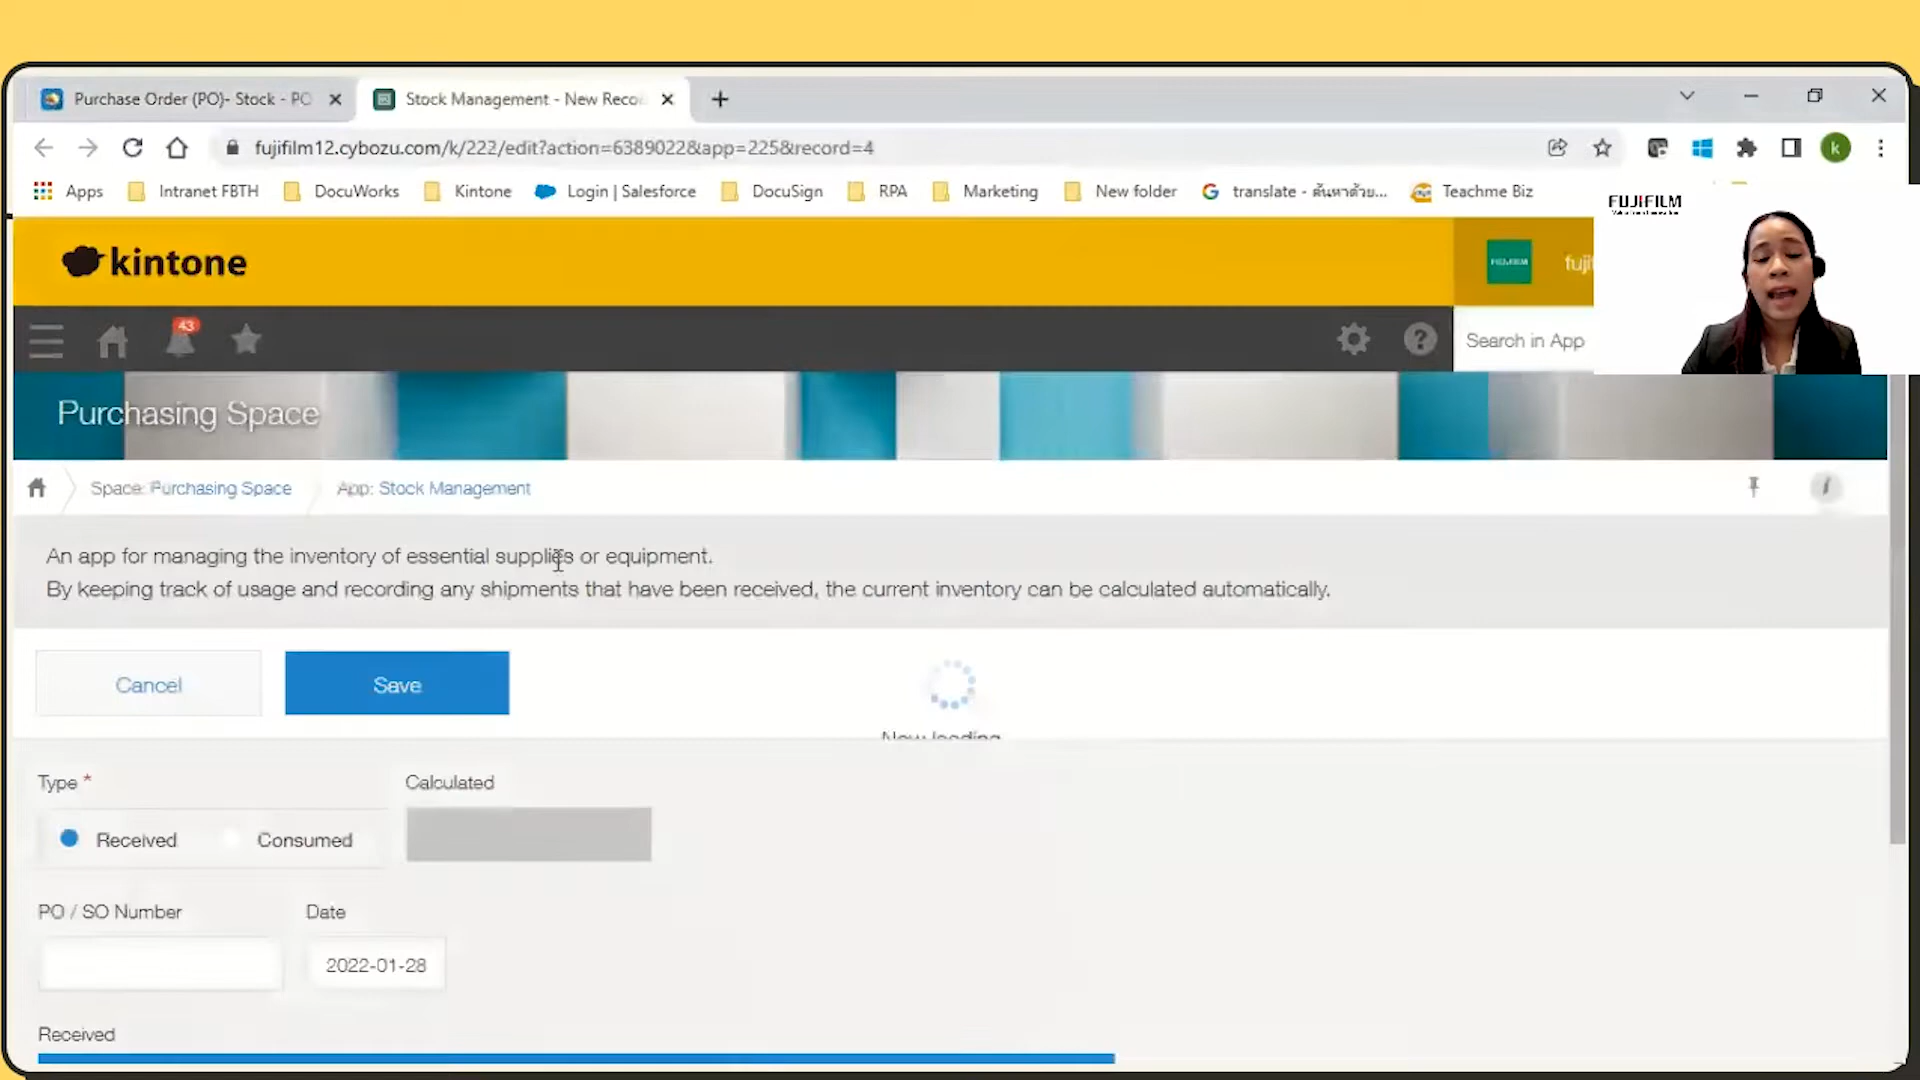 Purchase Order (PO)- Stock - PO
Stock Management - New Reco
fujifilm12.cybozu.com/k/222/edit?action=6389022&app=225&record=4
k
Apps
Intranet FBTH
DocuWorks
Kintone
Login | Salesforce
DocuSign
RPA
Marketing
New folder
translate - ค้นหาด้วย...
Teachme Biz
FUJIFILM
kintone
FUJIFILM
fujif
43
Search in App
Purchasing Space
Space: Purchasing Space
App: Stock Management
An app for managing the inventory of essential supplies or equipment.
By keeping track of usage and recording any shipments that have been received, the current inventory can be calculated automatically.
Cancel
Save
Now loading
Type *
Calculated
Received
Consumed
PO / SO Number
Date
2022-01-28
Received